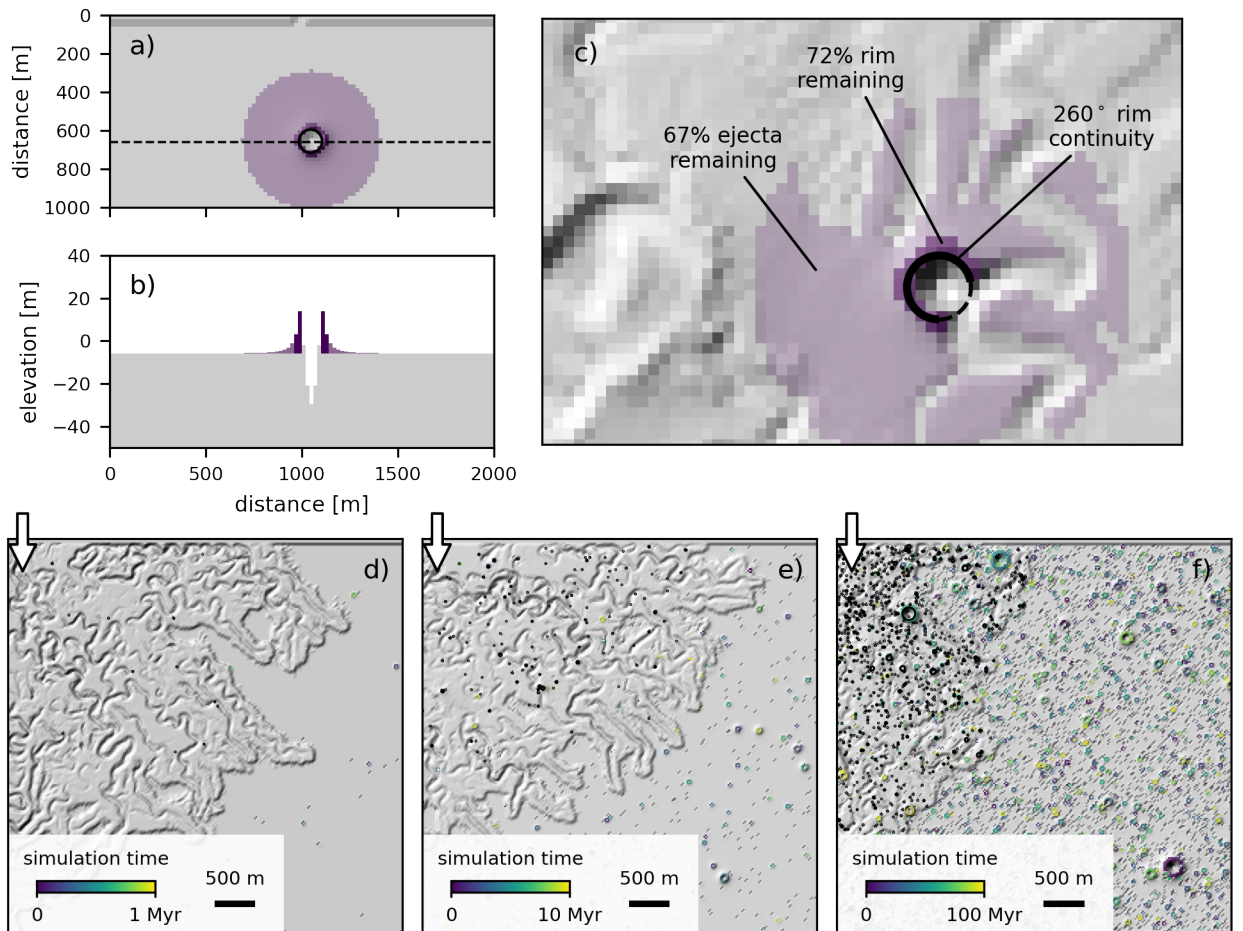 a)
distance [m]
0
200
400
600
800
1000
b)
elevation [m]
40
20
0
−20
−40
0
500
1000
1500
2000
distance [m]
c)
72% rim
remaining
67% ejecta
remaining
260° rim
continuity
d)
simulation time
0
1 Myr
500 m
e)
simulation time
0
10 Myr
500 m
f)
simulation time
0
100 Myr
500 m